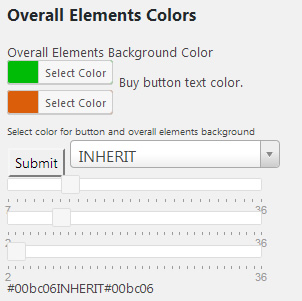 Overall Elements Colors
Overall Elements Background Color
Select Color
Buy button text color.
Select Color
Select color for button and overall elements background
Submit
INHERIT
7 36
2 36
2 36
#00bc06INHERIT#00bc06